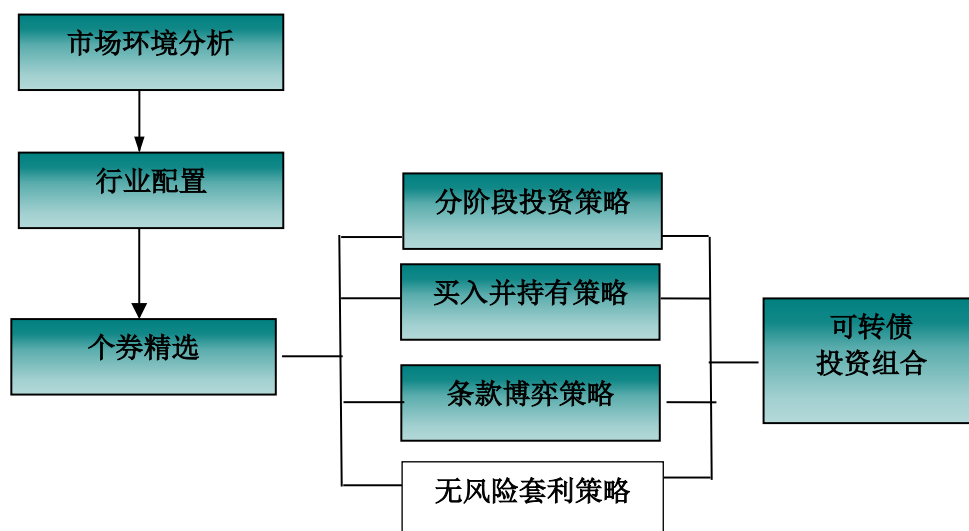 市场环境分析
行业配置
个券精选
分阶段投资策略
买入并持有策略
条款博弈策略
无风险套利策略
可转债
投资组合